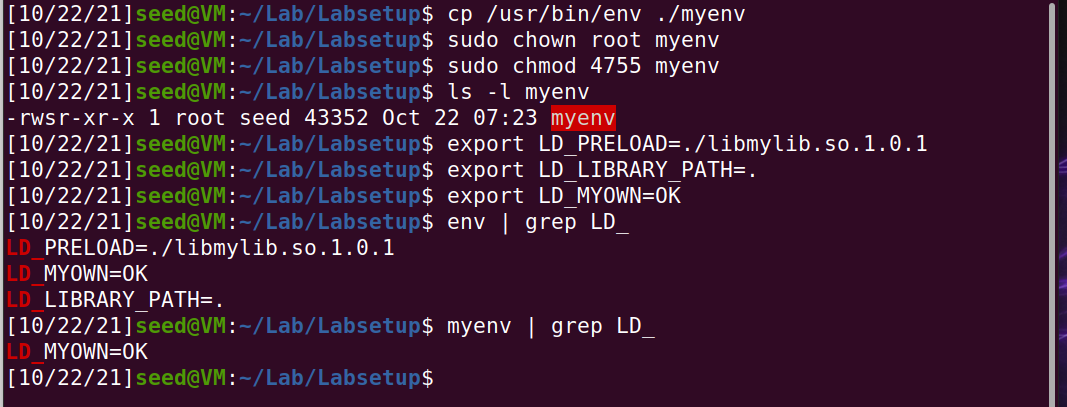 [10/22/21]seed@VM:~/Lab/Labsetup$ cp /usr/bin/env ./myenv
[10/22/21]seed@VM:~/Lab/Labsetup$ sudo chown root myenv
[10/22/21]seed@VM:~/Lab/Labsetup$ sudo chmod 4755 myenv
[10/22/21]seed@VM:~/Lab/Labsetup$ ls -l myenv
-rwsr-xr-x 1 root seed 43352 Oct 22 07:23 myenv
[10/22/21]seed@VM:~/Lab/Labsetup$ export LD_PRELOAD=./libmylib.so.1.0.1
[10/22/21]seed@VM:~/Lab/Labsetup$ export LD_LIBRARY_PATH=.
[10/22/21]seed@VM:~/Lab/Labsetup$ export LD_MYOWN=OK
[10/22/21]seed@VM:~/Lab/Labsetup$ env | grep LD_
LD_PRELOAD=./libmylib.so.1.0.1
LD_MYOWN=OK
LD_LIBRARY_PATH=.
[10/22/21]seed@VM:~/Lab/Labsetup$ myenv | grep LD_
LD_MYOWN=OK
[10/22/21]seed@VM:~/Lab/Labsetup$